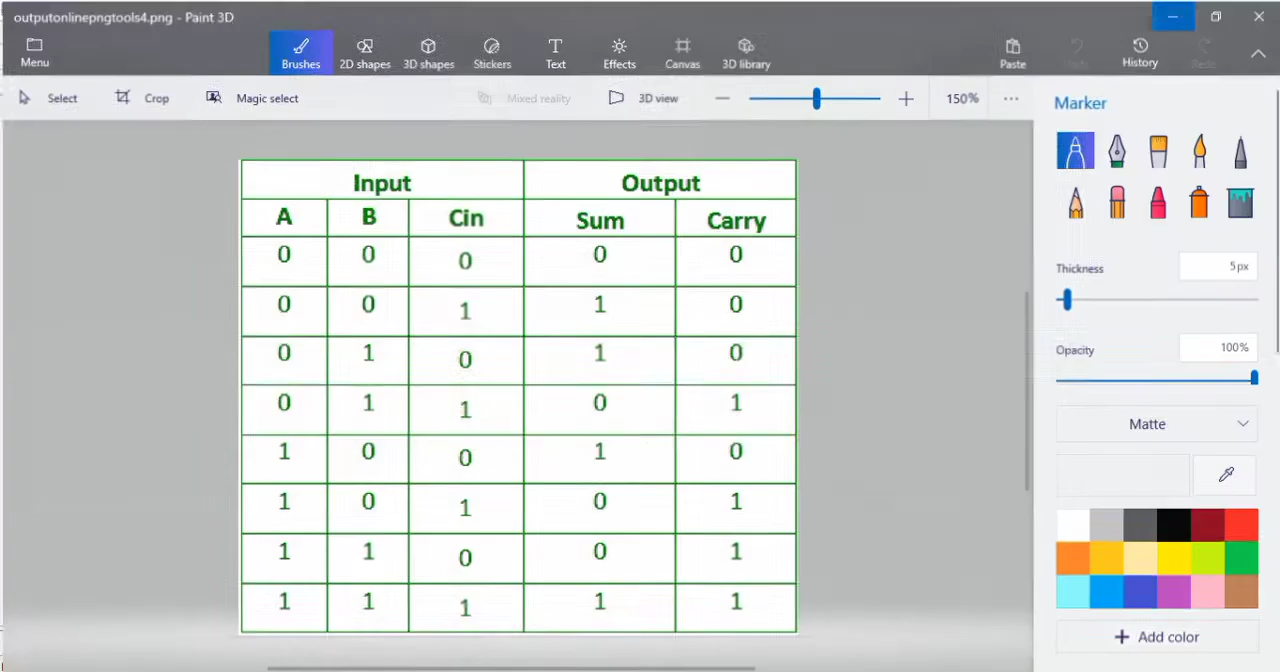 outputonlinepngtools4.png - Paint 3D
Menu
Brushes
2D shapes
3D shapes
Stickers
Text
Effects
Canvas
3D library
Paste
History
Select
Crop
Magic select
Mixed reality
3D view
150%
Marker
Thickness
5px
Opacity
100%
Matte
Add color
Input Output
A B Cin Sum Carry
0 0 0 0 0
0 0 1 1 0
0 1 0 1 0
0 1 1 0 1
1 0 0 1 0
1 0 1 0 1
1 1 0 0 1
1 1 1 1 1